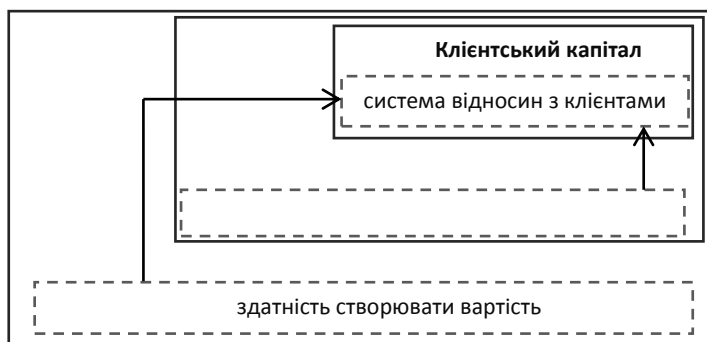 Клієнтський капітал
система відносин з клієнтами
здатність створювати вартість